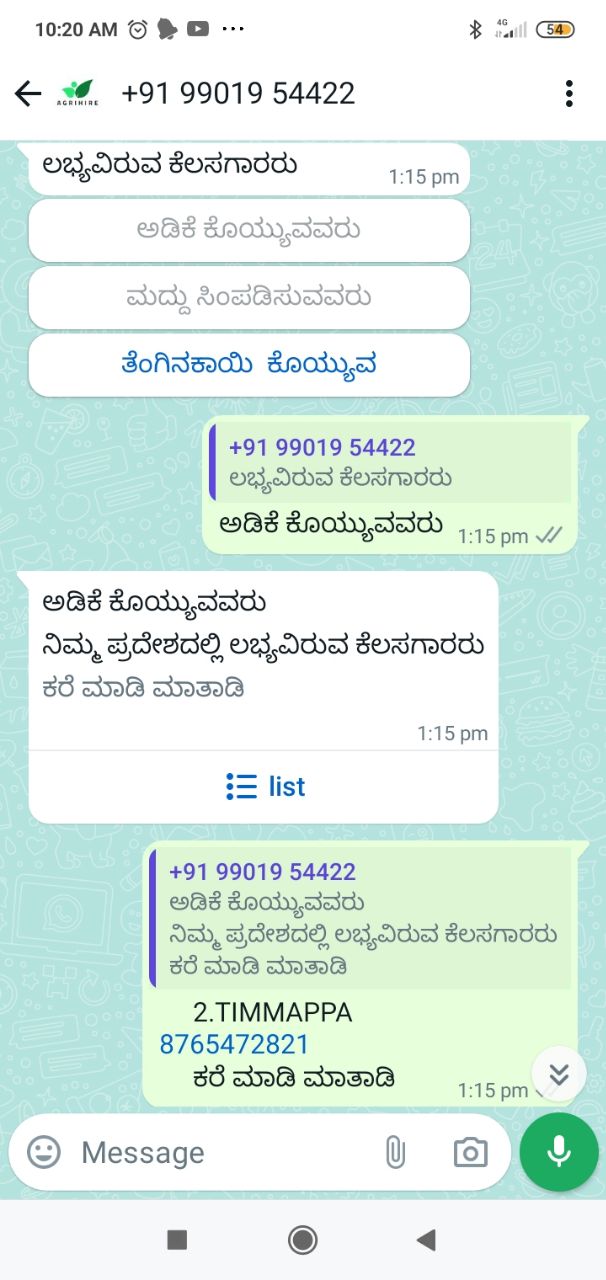 10:20 AM
4G
54
AGRIHIRE
+91 99019 54422
ಲಭ್ಯವಿರುವ ಕೆಲಸಗಾರರು
1:15 pm
ಅಡಿಕೆ ಕೊಯ್ಯುವವರು
ಮದ್ದು ಸಿಂಪಡಿಸುವವರು
ತೆಂಗಿನಕಾಯಿ ಕೊಯ್ಯುವ
+91 99019 54422
ಲಭ್ಯವಿರುವ ಕೆಲಸಗಾರರು
ಅಡಿಕೆ ಕೊಯ್ಯುವವರು
1:15 pm
ಅಡಿಕೆ ಕೊಯ್ಯುವವರು
ನಿಮ್ಮ ಪ್ರದೇಶದಲ್ಲಿ ಲಭ್ಯವಿರುವ ಕೆಲಸಗಾರರು
ಕರೆ ಮಾಡಿ ಮಾತಾಡಿ
1:15 pm
list
+91 99019 54422
ಅಡಿಕೆ ಕೊಯ್ಯುವವರು
ನಿಮ್ಮ ಪ್ರದೇಶದಲ್ಲಿ ಲಭ್ಯವಿರುವ ಕೆಲಸಗಾರರು
ಕರೆ ಮಾಡಿ ಮಾತಾಡಿ
2.TIMMAPPA
8765472821
ಕರೆ ಮಾಡಿ ಮಾತಾಡಿ
1:15 pm
Message